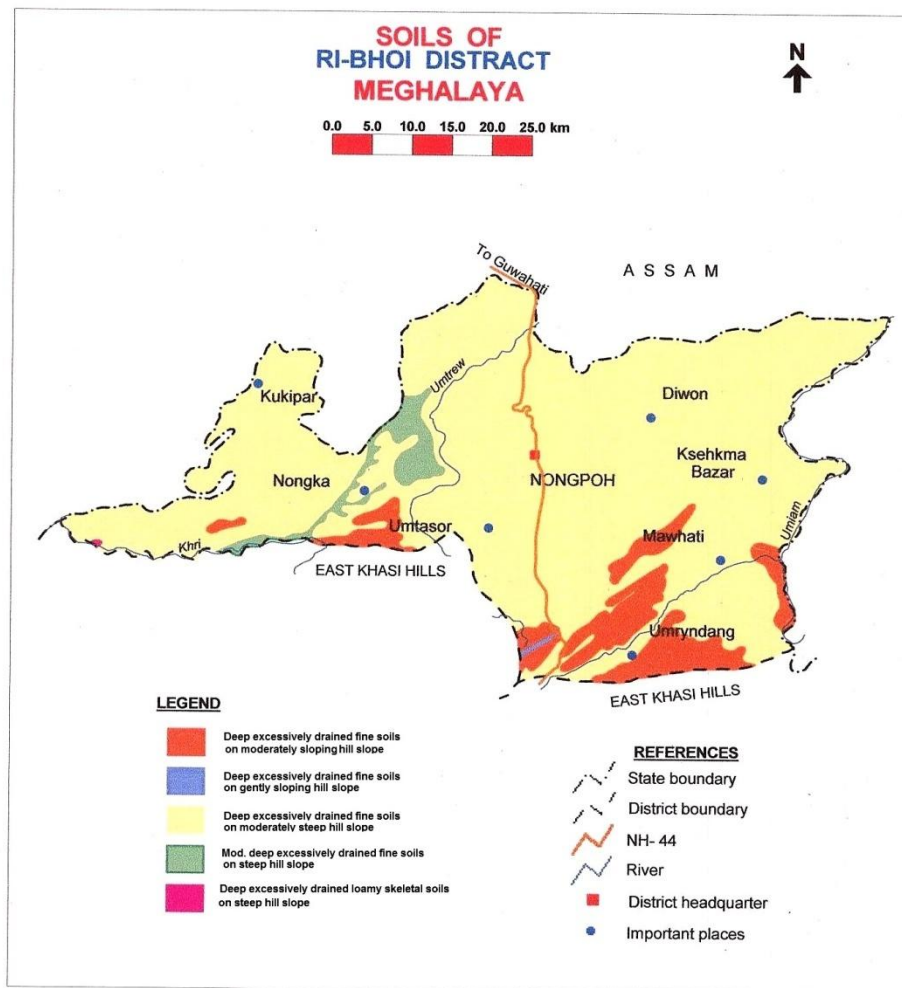 SOILS OF
RI-BHOI DISTRACT
MEGHALAYA
N
0.0 5.0 10.0 15.0 20.0 25.0 km
To Guwahati
ASSAM
Umtrew
Kukipar
Diwon
Ksehkma
Bazar
Nongka
NONGPOH
Umiam
Umtasor
Mawhati
Khri
EAST KHASI HILLS
Umryndang
EAST KHASI HILLS
LEGEND
Deep excessively drained fine soils
on moderately sloping hill slope
Deep excessively drained fine soils
on gently sloping hill slope
Deep excessively drained fine soils
on moderately steep hill slope
Mod. deep excessively drained fine soils
on steep hill slope
Deep excessively drained loamy skeletal soils
on steep hill slope
REFERENCES
State boundary
District boundary
NH- 44
River
District headquarter
Important places